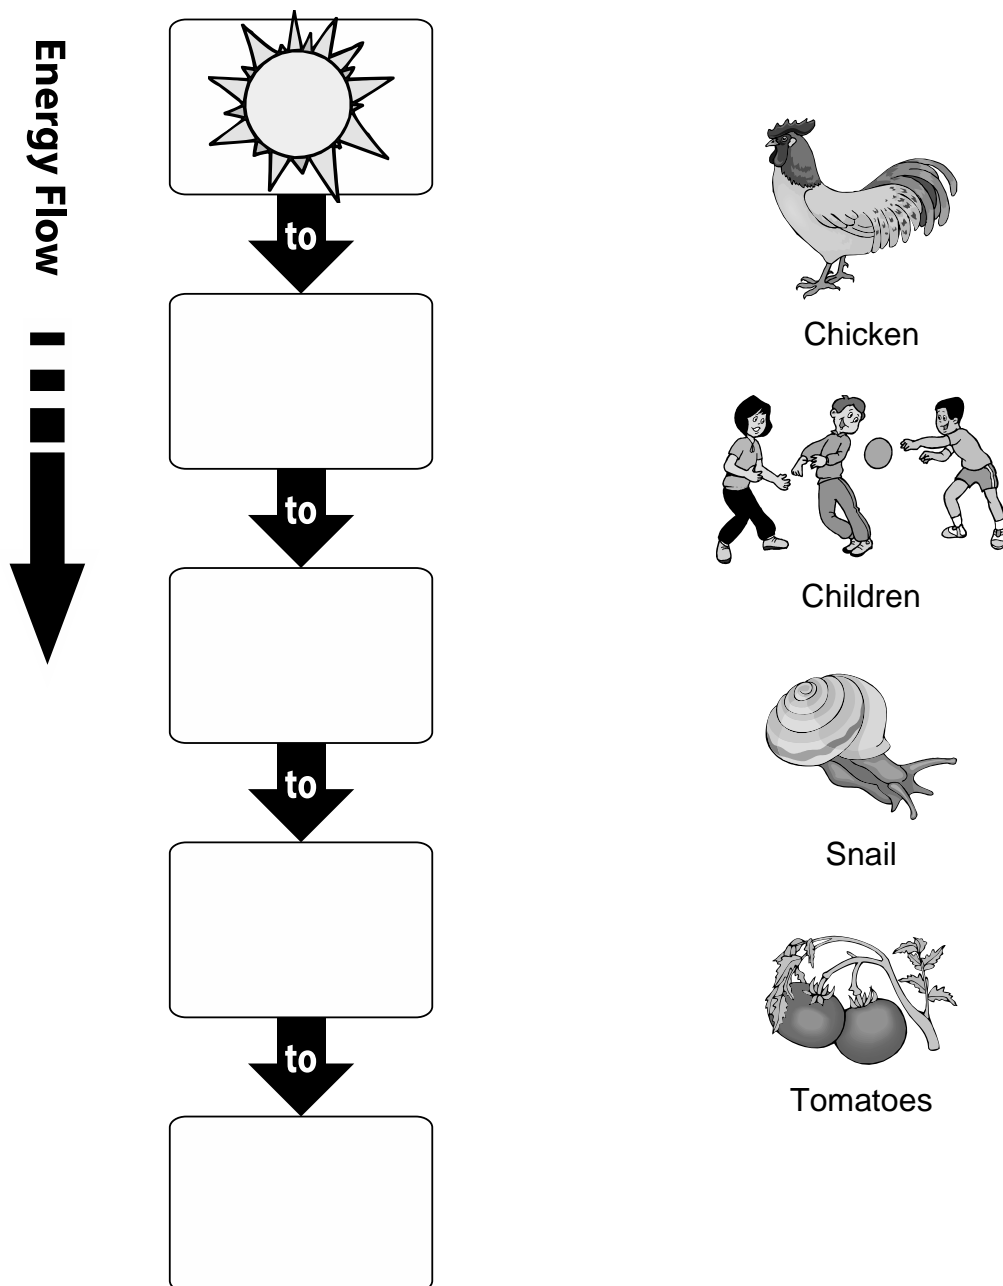 Energy Flow
to
to
to
to
Chicken
Children
Snail
Tomatoes